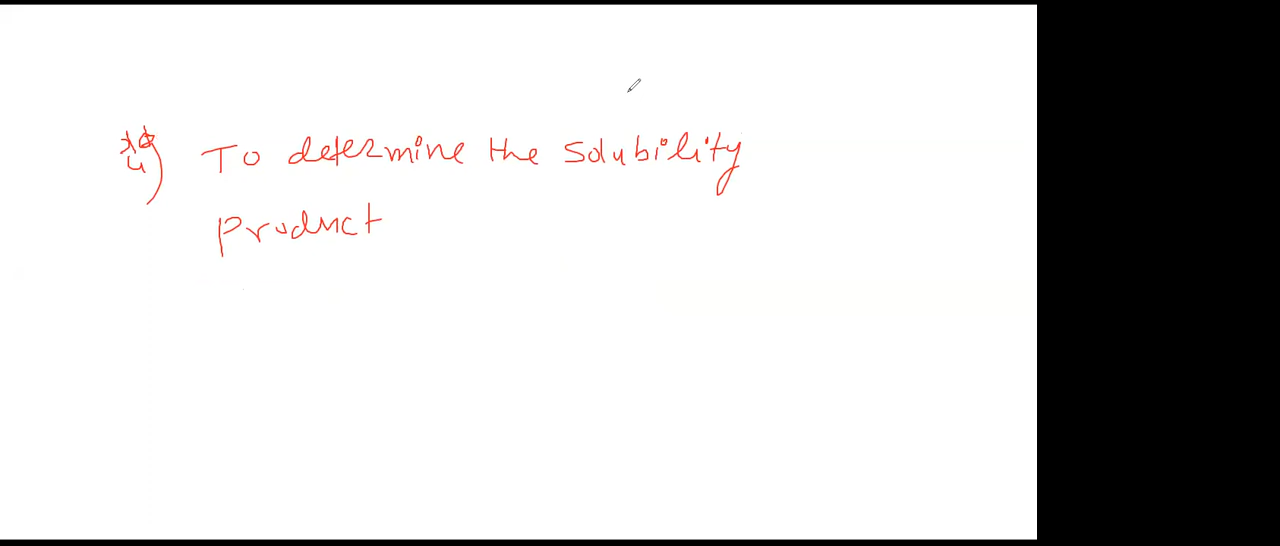 4) To determine the solubility
product